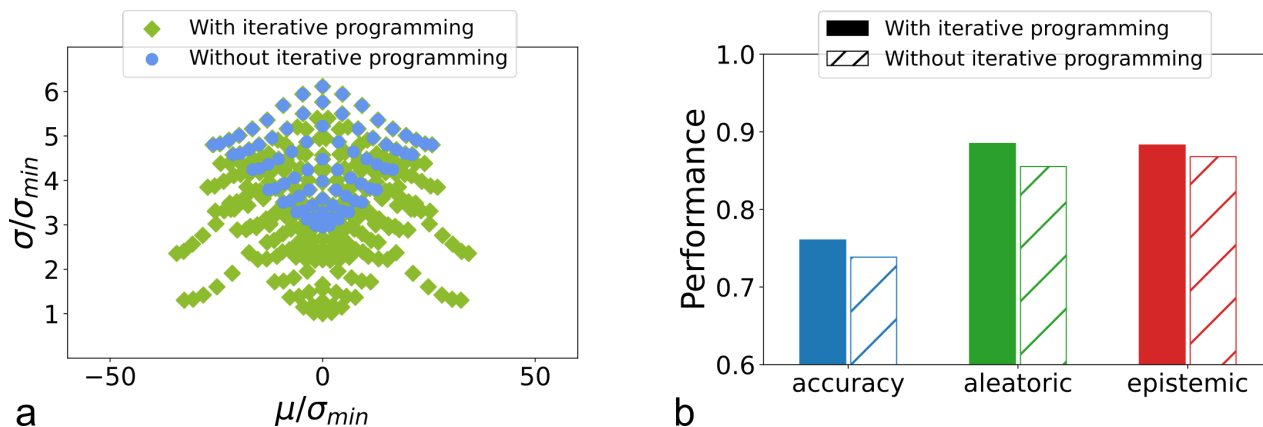 With iterative programming
Without iterative programming
σ/σmin
6
5
4
3
2
1
−50
0
50
μ/σmin
a
With iterative programming
Without iterative programming
Performance
1.0
0.9
0.8
0.7
0.6
accuracy
aleatoric
epistemic
b